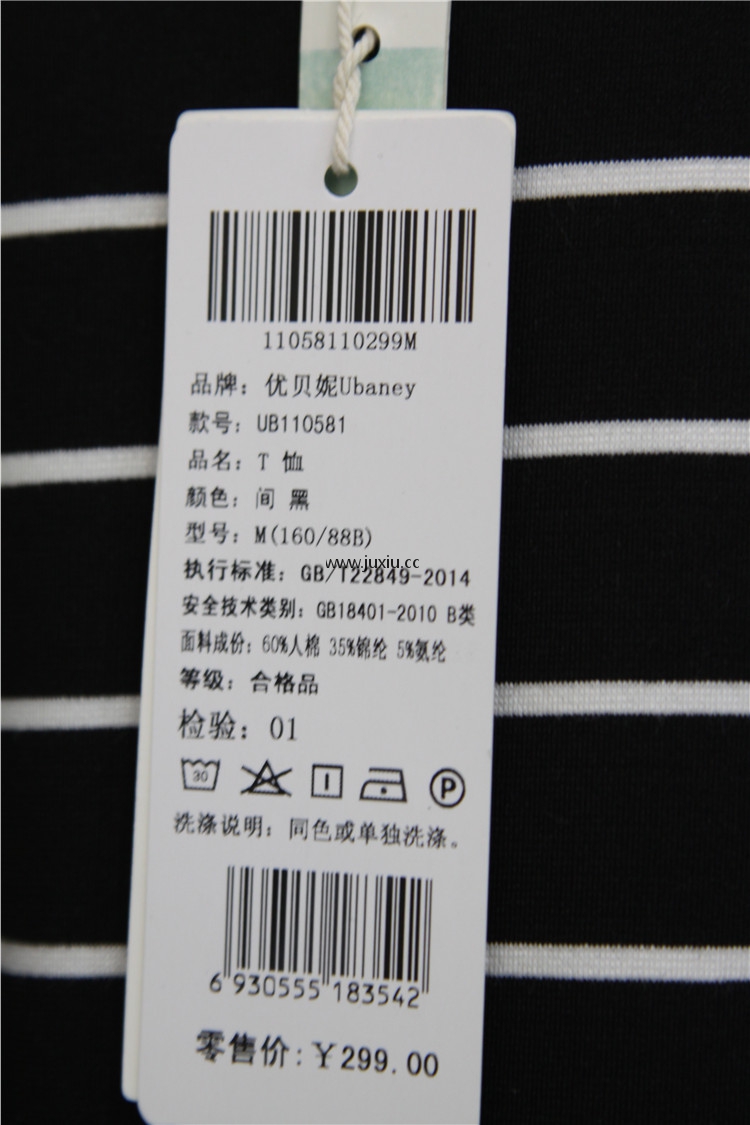 11058110299M
品牌：优贝妮Ubaney
款号：UB110581
品名：T 恤
颜色：间 黑
型号：M(160/88B)
www.juxiu.cc
执行标准：GB/T22849-2014
安全技术类别：GB18401-2010 B类
面料成份：60%人棉 35%锦纶 5%氨纶
等级：合格品
检验：01
30 P
洗涤说明：同色或单独洗涤。
6 930555 183542
零售价:￥299.00